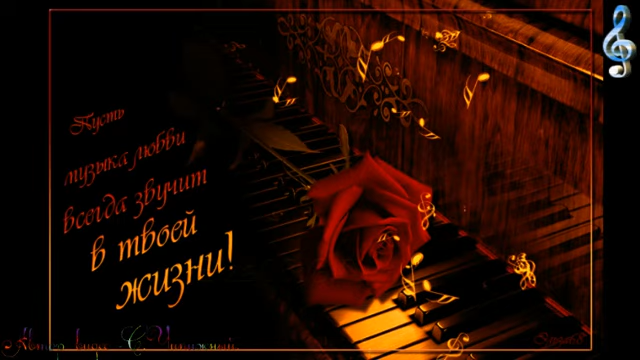 Пусть
музыка любви
всегда звучит
в твоей
жизни!